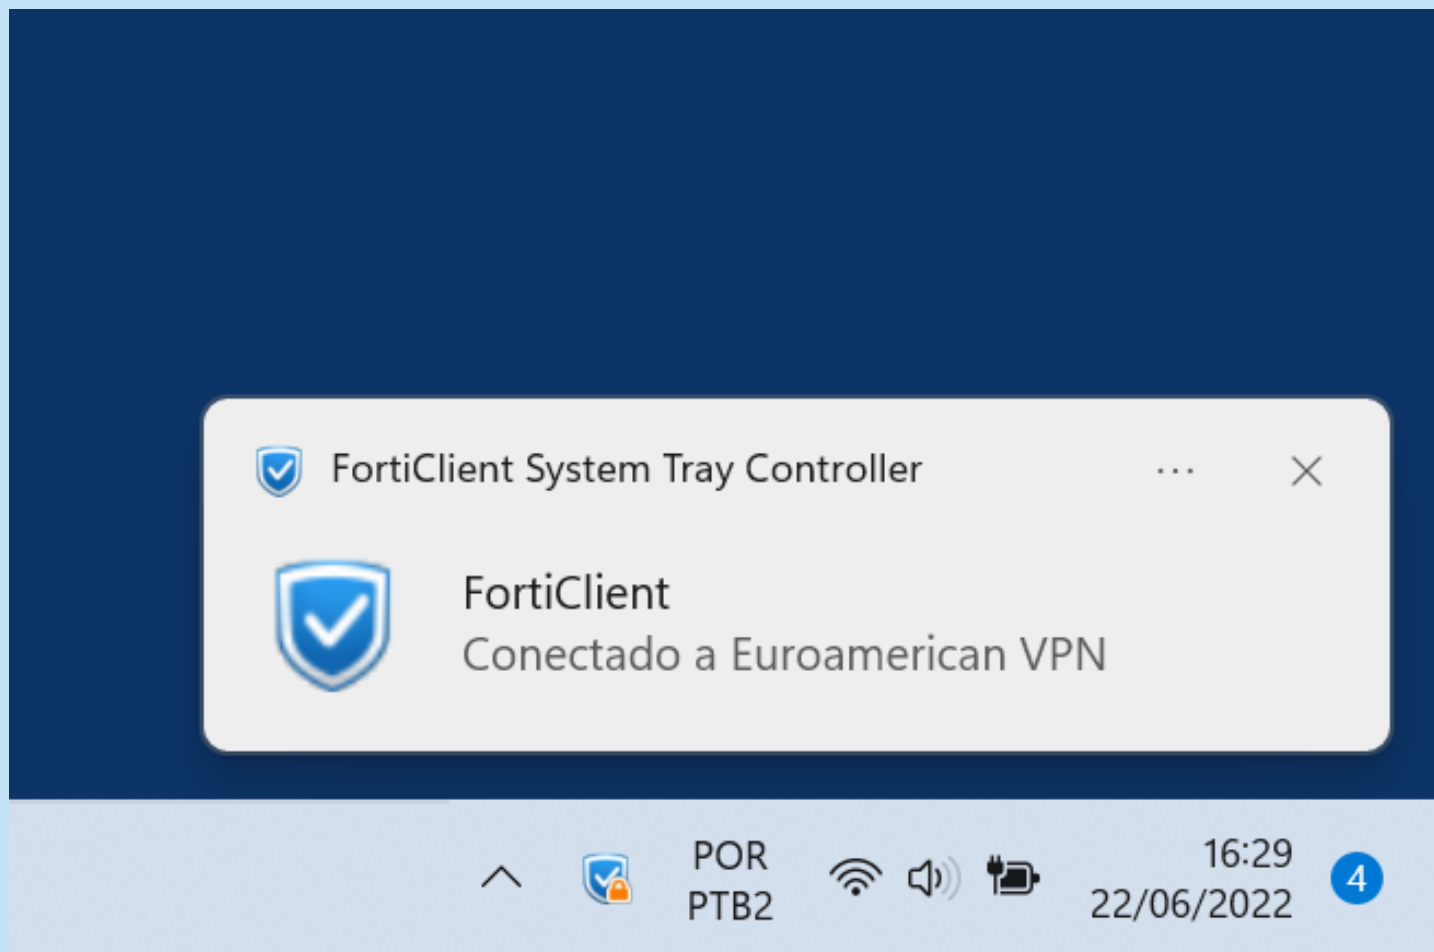 FortiClient System Tray Controller
FortiClient
Conectado a Euroamerican VPN
POR
PTB2
16:29
22/06/2022
4